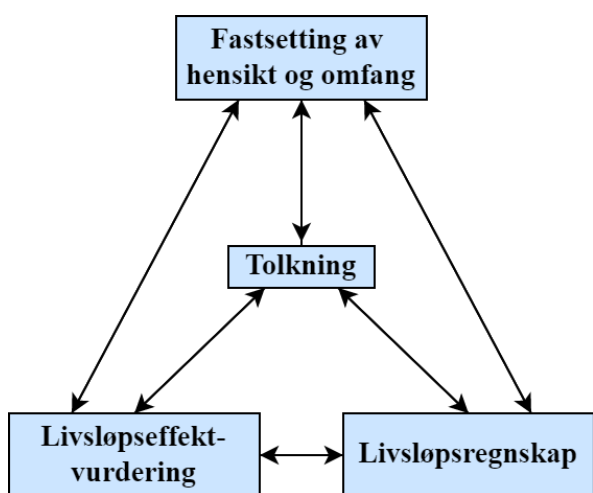 Fastsetting av
hensikt og omfang
Tolkning
Livsløpseffekt-
vurdering
Livsløpsregnskap